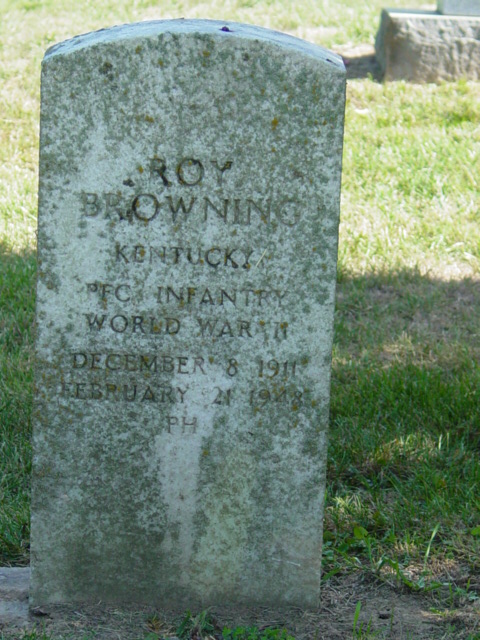 ROY
BROWNING
KENTUCKY
PFC INFANTRY
WORLD WAR II
DECEMBER 8 1911
FEBRUARY 21
PH